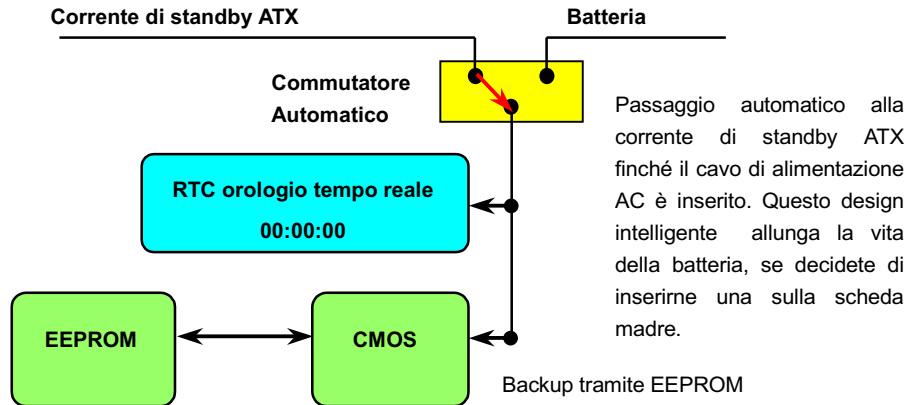 Corrente di standby ATX
Batteria
Commutatore
Automatico
Passaggio automatico alla
corrente di standby ATX
finché il cavo di alimentazione
AC è inserito. Questo design
intelligente allunga la vita
della batteria, se decidete di
inserirne una sulla scheda
madre.
RTC orologio tempo reale
00:00:00
EEPROM
CMOS
Backup tramite EEPROM